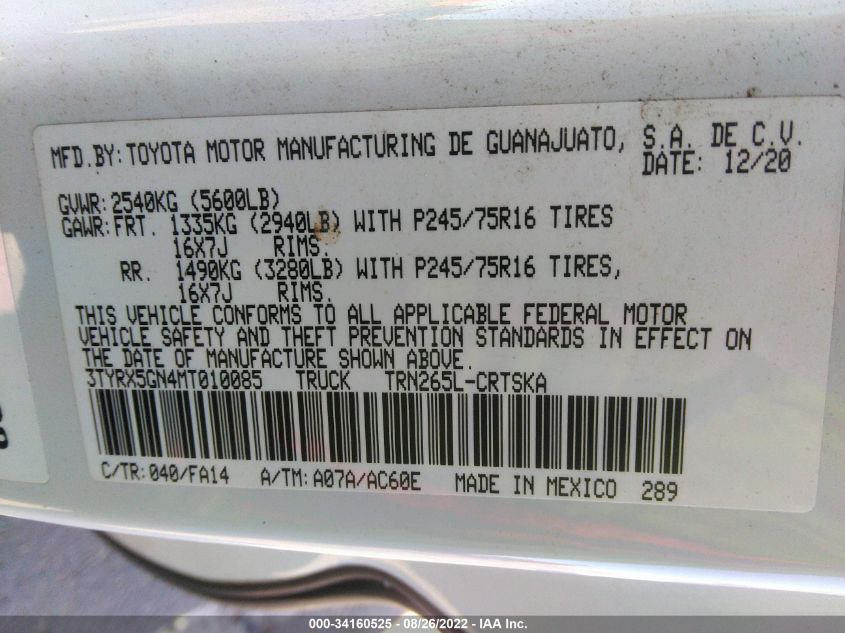 MFD.BY: TOYOTA MOTOR MANUFACTURING DE GUANAJUATO, S.A. DE C.V.
DATE: 12/20
GVWR: 2540KG (5600LB)
GAWR: FRT. 1335KG (2940LB) WITH P245/75R16 TIRES
16X7J RIMS.
RR. 1490KG (3280LB) WITH P245/75R16 TIRES,
16X7J RIMS.
THIS VEHICLE CONFORMS TO ALL APPLICABLE FEDERAL MOTOR
VEHICLE SAFETY AND THEFT PREVENTION STANDARDS IN EFFECT ON
THE DATE OF MANUFACTURE SHOWN ABOVE.
3TYRX5GN4MT010085 TRUCK TRN265L-CRTSKA
C/TR: 040/FA14 A/TM: A07A/AC60E MADE IN MEXICO 289
000-34160525 - 08/26/2022 - IAA Inc.